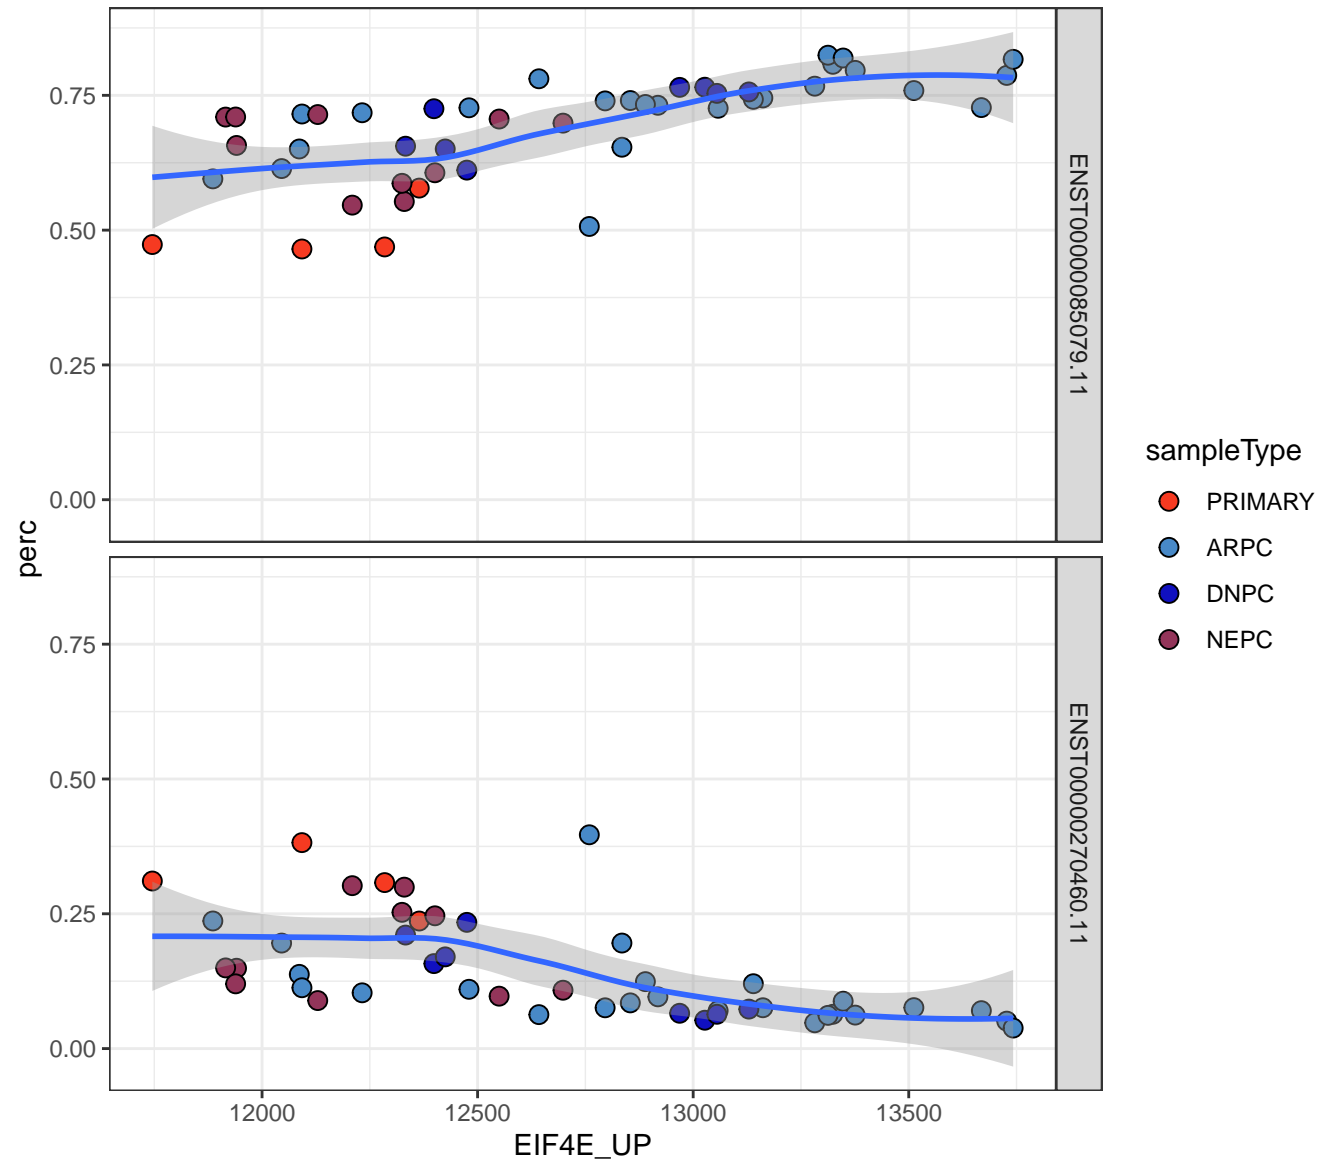 0.75
0.50
0.25
0.00
ENST00000085079.11
0.75
0.50
0.25
0.00
ENST00000270460.11
perc
12000
12500
13000
13500
EIF4E_UP
sampleType
PRIMARY
ARPC
DNPC
NEPC